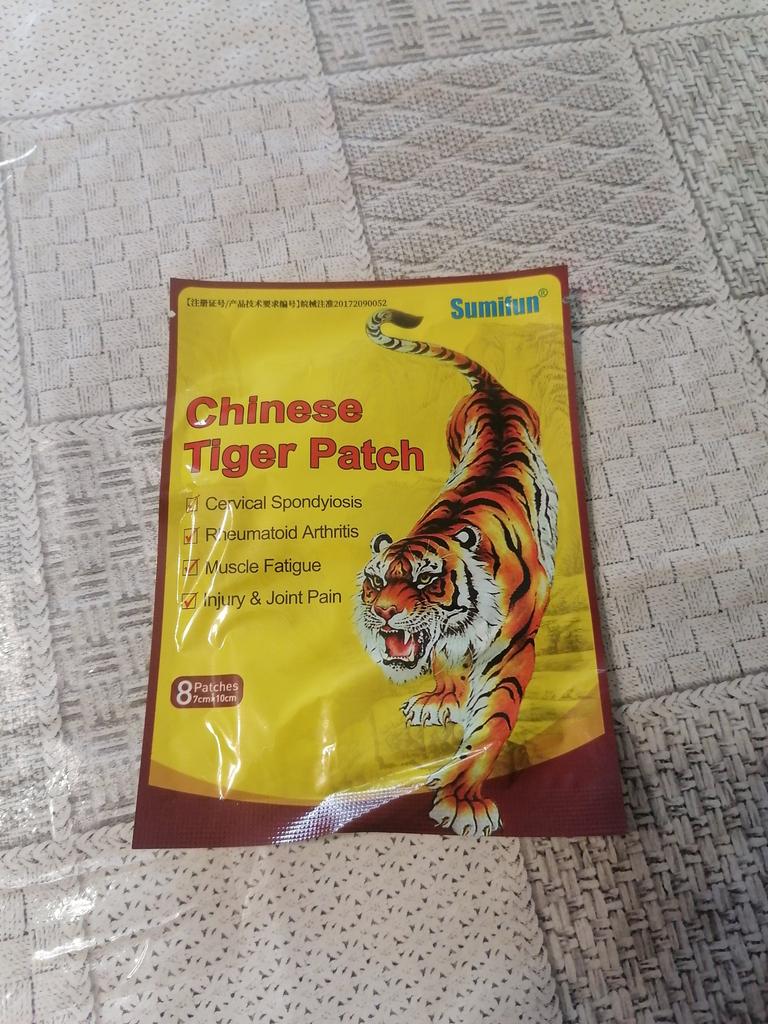 【注册证号/产品技术要求编号】皖械注准20172090052
Sumifun®
Chinese
Tiger Patch
Cervical Spondyiosis
Rheumatoid Arthritis
Muscle Fatigue
Injury & Joint Pain
8 Patches
7cm×10cm